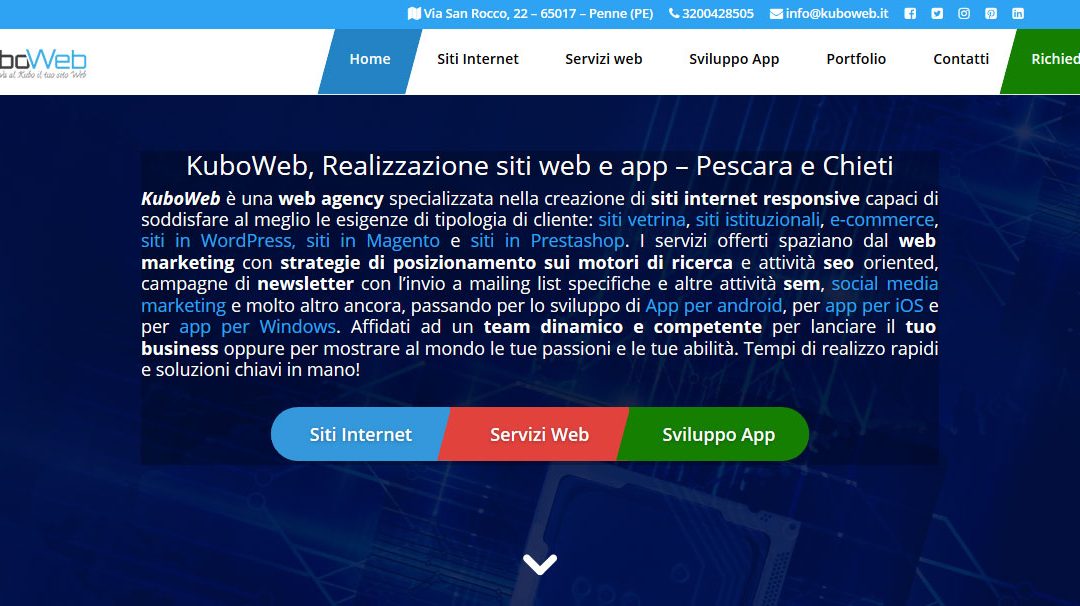 Via San Rocco, 22 – 65017 – Penne (PE) 3200428505 info@kuboweb.it
boWeb
al Kubo il tuo sito Web
Home Siti Internet Servizi web Sviluppo App Portfolio Contatti Richied
KuboWeb, Realizzazione siti web e app – Pescara e Chieti
KuboWeb è una web agency specializzata nella creazione di siti internet responsive capaci di
soddisfare al meglio le esigenze di tipologia di cliente: siti vetrina, siti istituzionali, e-commerce,
siti in WordPress, siti in Magento e siti in Prestashop. I servizi offerti spaziano dal web
marketing con strategie di posizionamento sui motori di ricerca e attività seo oriented,
campagne di newsletter con l’invio a mailing list specifiche e altre attività sem, social media
marketing e molto altro ancora, passando per lo sviluppo di App per android, per app per iOS e
per app per Windows. Affidati ad un team dinamico e competente per lanciare il tuo
business oppure per mostrare al mondo le tue passioni e le tue abilità. Tempi di realizzo rapidi
e soluzioni chiavi in mano!
Siti Internet Servizi Web Sviluppo App